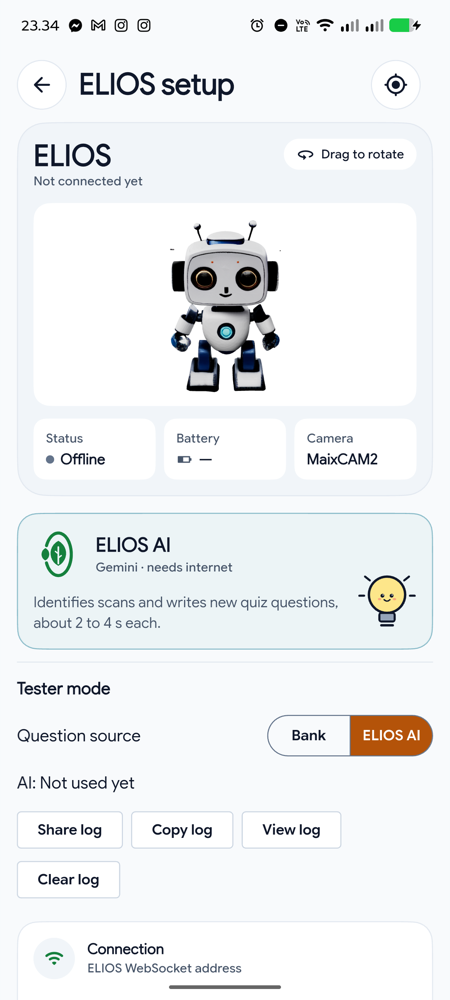 23.34
Vo
LTE
ELIOS setup
ELIOS
Not connected yet
Drag to rotate
Status
Offline
Battery
—
Camera
MaixCAM2
ELIOS AI
Gemini · needs internet
Identifies scans and writes new quiz questions,
about 2 to 4 s each.
Tester mode
Question source
Bank
ELIOS AI
AI: Not used yet
Share log
Copy log
View log
Clear log
Connection
ELIOS WebSocket address